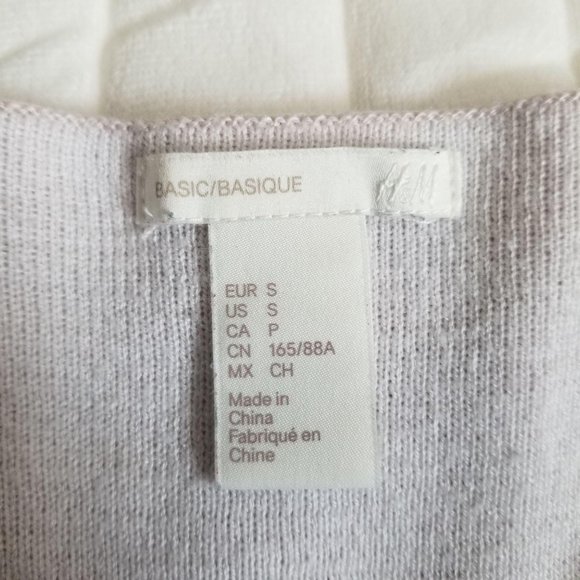 BASIC/BASIQUE H&M
EUR S
US S
CA P
CN 165/88A
MX CH
Made in
China
Fabriqué en
Chine